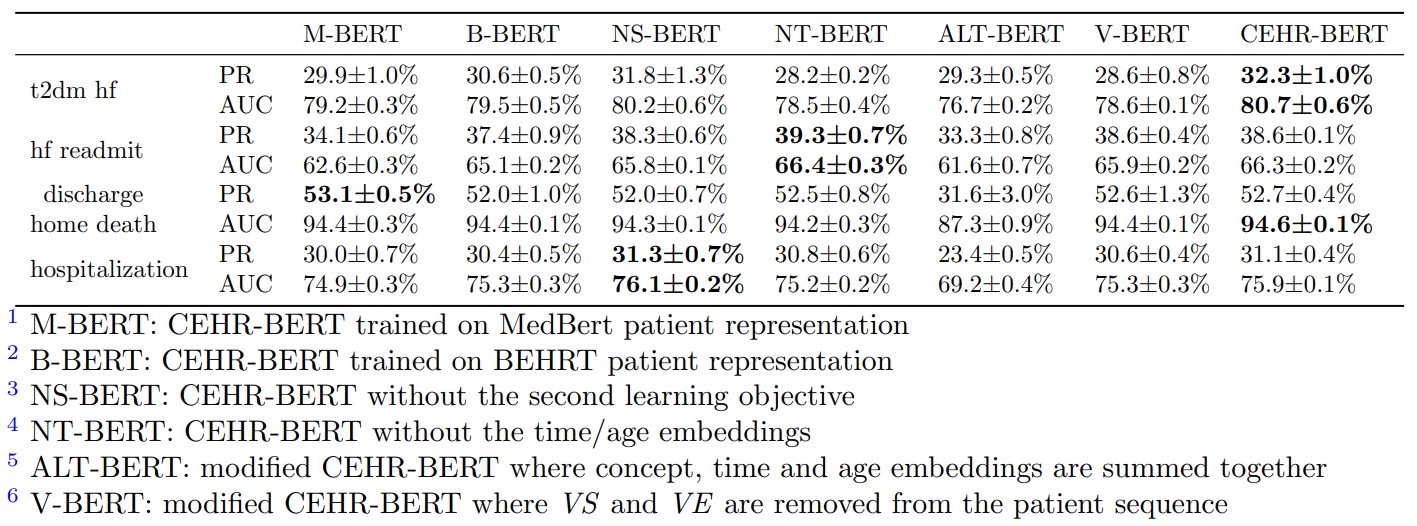 M-BERT B-BERT NS-BERT NT-BERT ALT-BERT V-BERT CEHR-BERT
t2dm hf PR 29.9±1.0% 30.6±0.5% 31.8±1.3% 28.2±0.2% 29.3±0.5% 28.6±0.8% 32.3±1.0%
AUC 79.2±0.3% 79.5±0.5% 80.2±0.6% 78.5±0.4% 76.7±0.2% 78.6±0.1% 80.7±0.6%
hf readmit PR 34.1±0.6% 37.4±0.9% 38.3±0.6% 39.3±0.7% 33.3±0.8% 38.6±0.4% 38.6±0.1%
AUC 62.6±0.3% 65.1±0.2% 65.8±0.1% 66.4±0.3% 61.6±0.7% 65.9±0.2% 66.3±0.2%
discharge PR 53.1±0.5% 52.0±1.0% 52.0±0.7% 52.5±0.8% 31.6±3.0% 52.6±1.3% 52.7±0.4%
home death AUC 94.4±0.3% 94.4±0.1% 94.3±0.1% 94.2±0.3% 87.3±0.9% 94.4±0.1% 94.6±0.1%
hospitalization PR 30.0±0.7% 30.4±0.5% 31.3±0.7% 30.8±0.6% 23.4±0.5% 30.6±0.4% 31.1±0.4%
AUC 74.9±0.3% 75.3±0.3% 76.1±0.2% 75.2±0.2% 69.2±0.4% 75.3±0.3% 75.9±0.1%
1 M-BERT: CEHR-BERT trained on MedBert patient representation
2 B-BERT: CEHR-BERT trained on BEHRT patient representation
3 NS-BERT: CEHR-BERT without the second learning objective
4 NT-BERT: CEHR-BERT without the time/age embeddings
5 ALT-BERT: modified CEHR-BERT where concept, time and age embeddings are summed together
6 V-BERT: modified CEHR-BERT where VS and VE are removed from the patient sequence